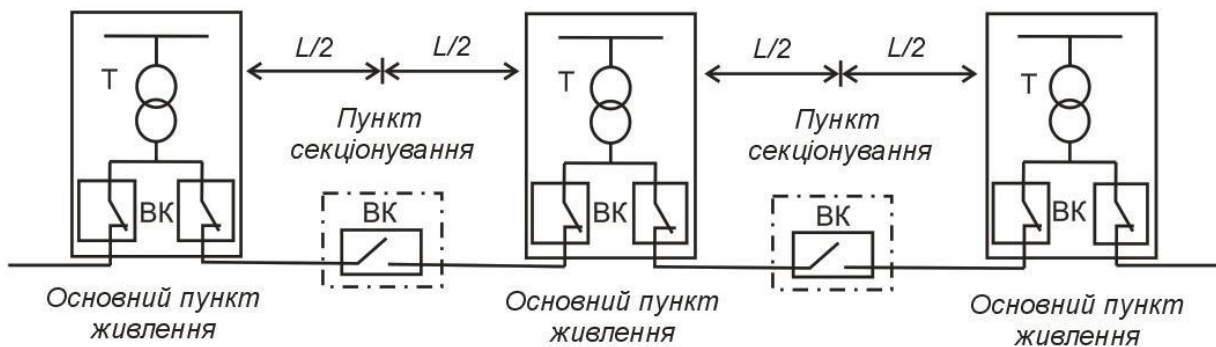 L/2
L/2
L/2
L/2
Т
Т
Т
Пункт
секціонування
Пункт
секціонування
ВК
ВК
ВК
ВК
ВК
Основний пункт
живлення
Основний пункт
живлення
Основний пункт
живлення